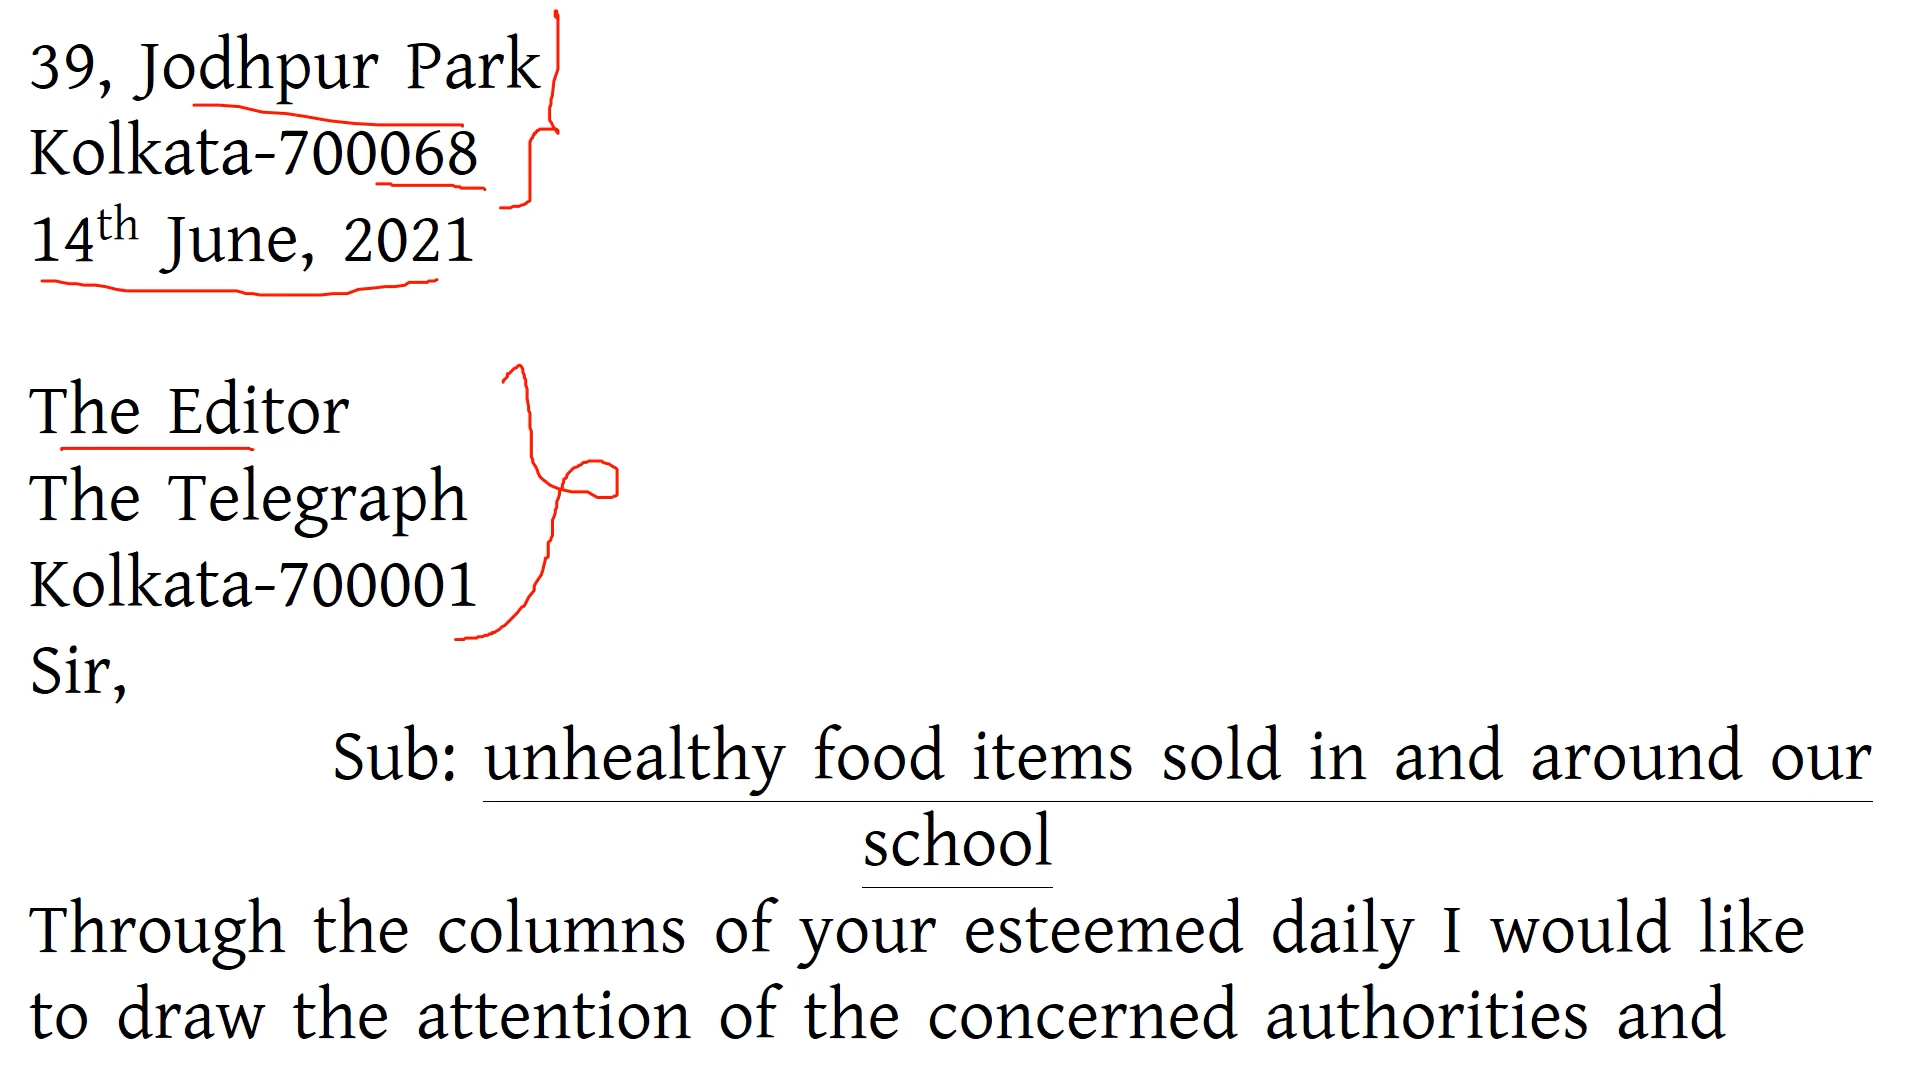 39, Jodhpur Park
Kolkata-700068
14th June, 2021
The Editor
The Telegraph
Kolkata-700001
Sir,
Sub: unhealthy food items sold in and around our
school
Through the columns of your esteemed daily I would like
to draw the attention of the concerned authorities and